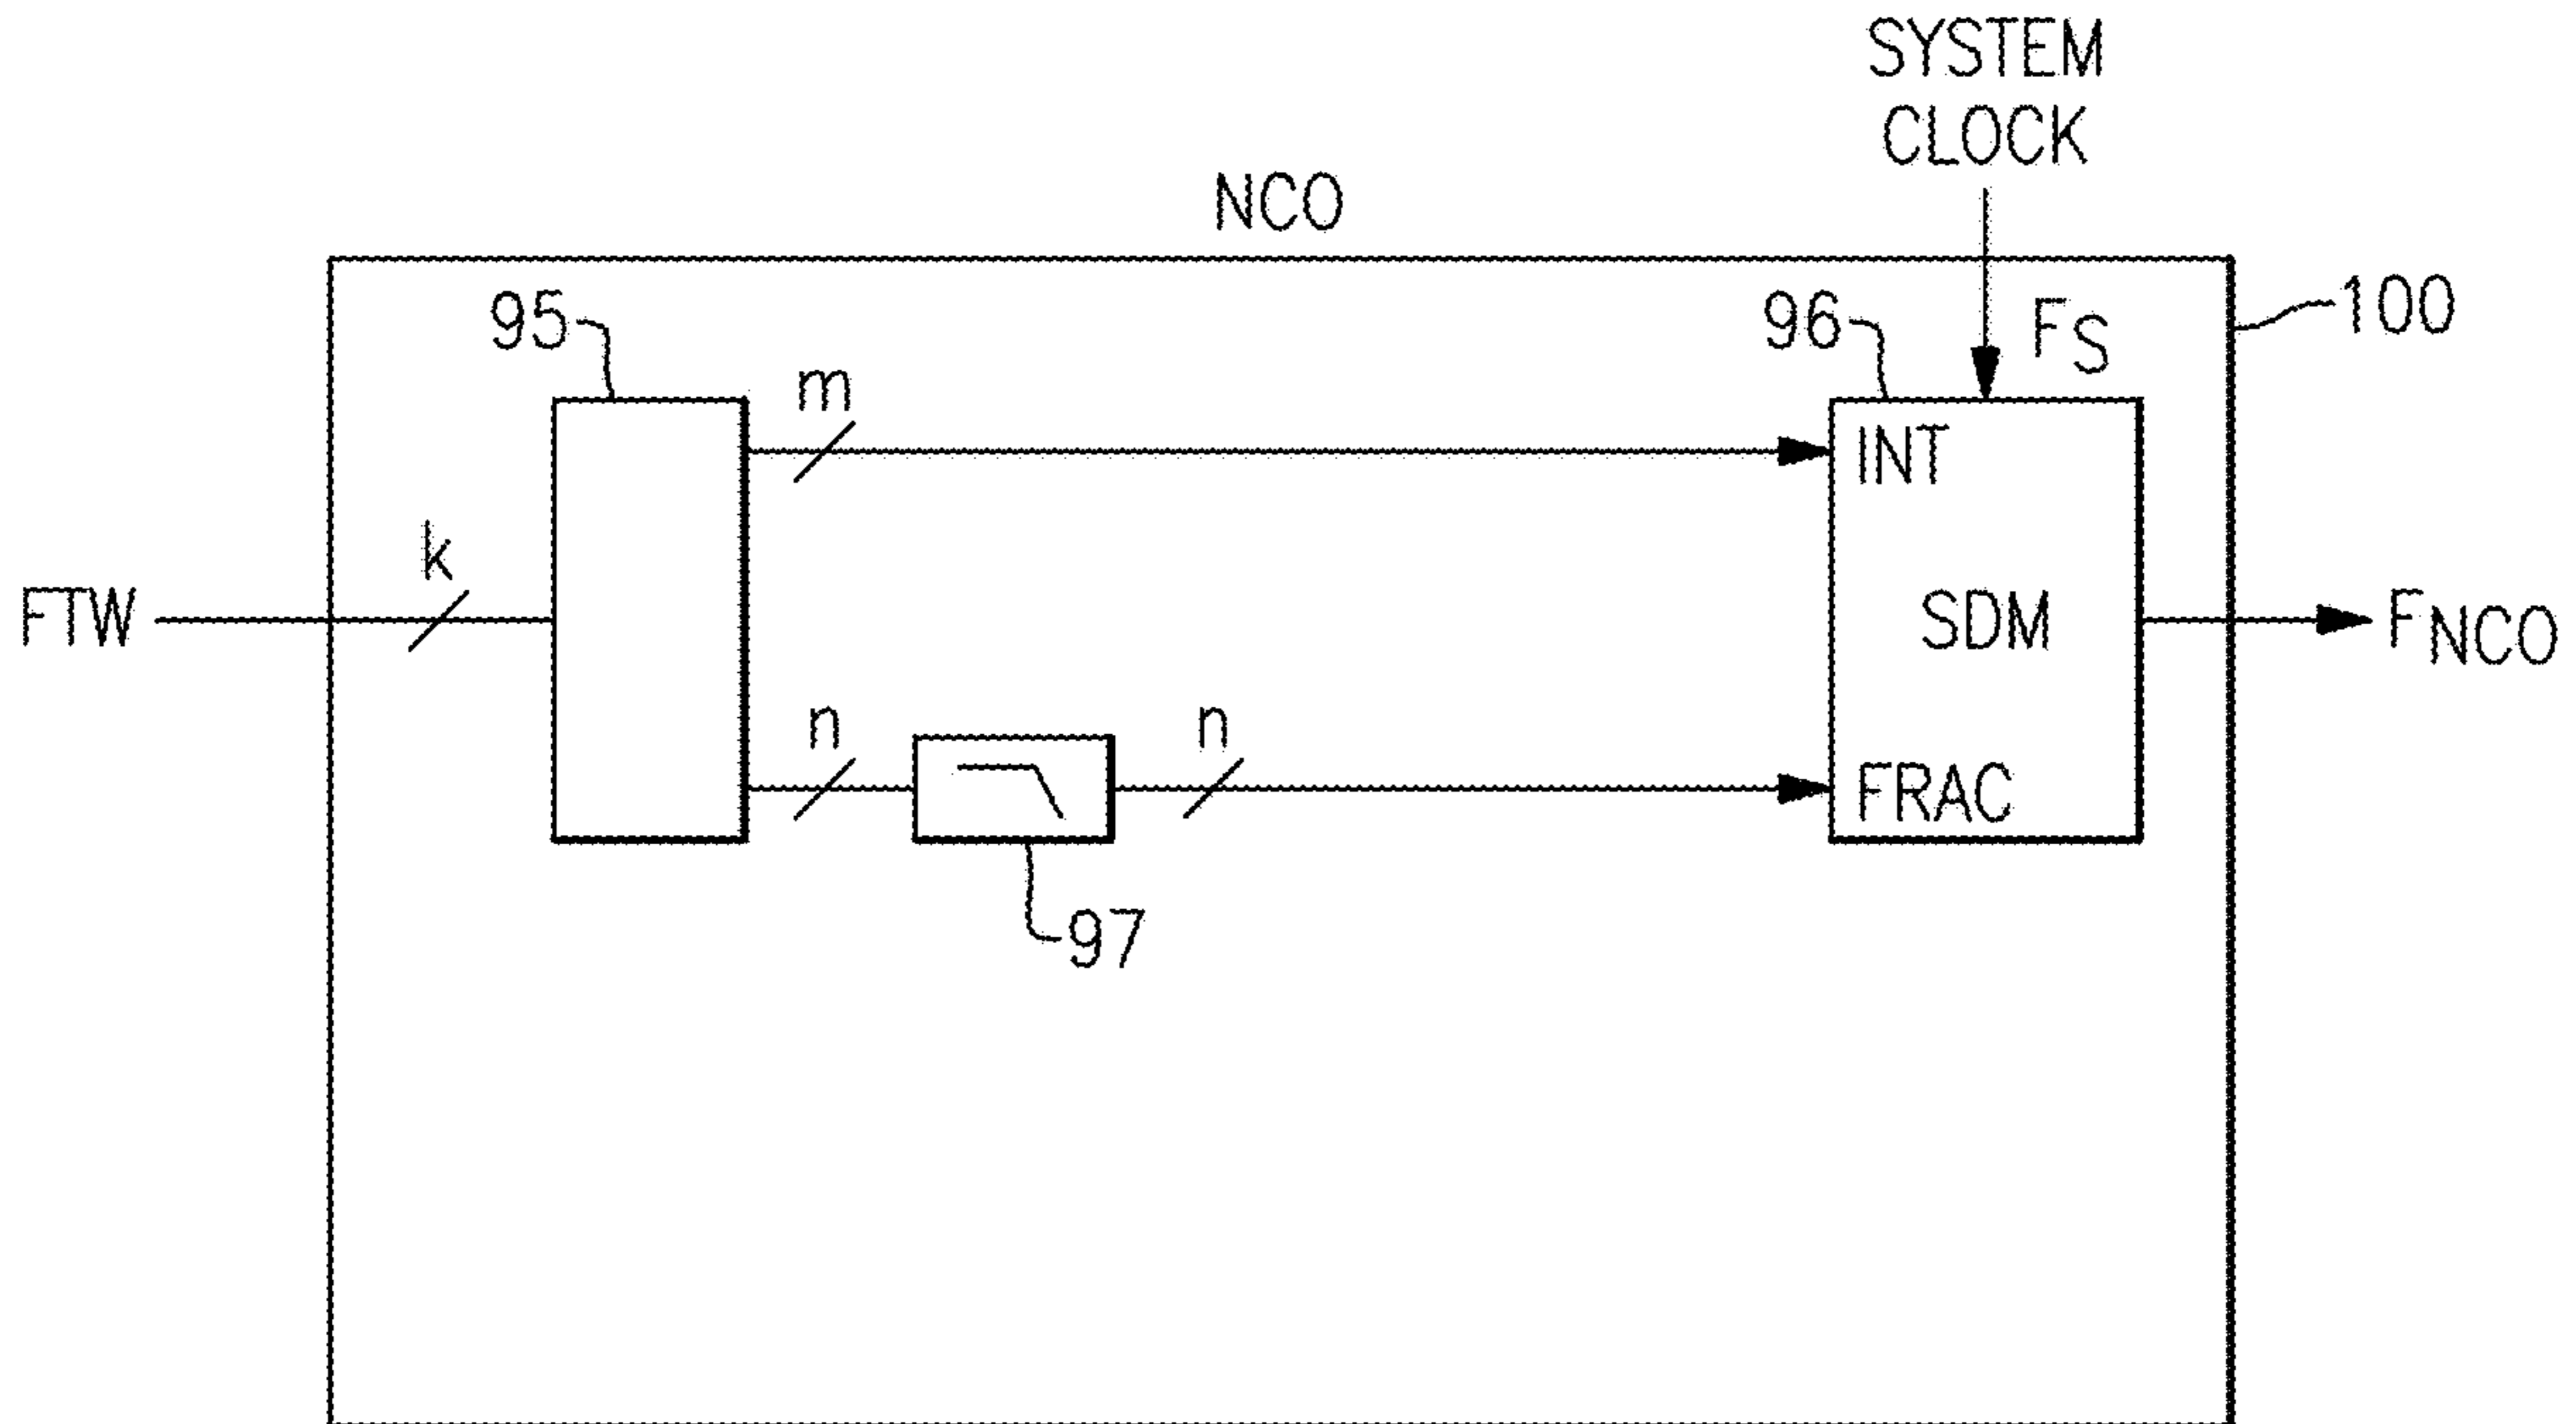 SYSTEM
CLOCK
NCO
95
96
FS
100
m
INT
k
FTW
SDM
FNCO
n
n
FRAC
97